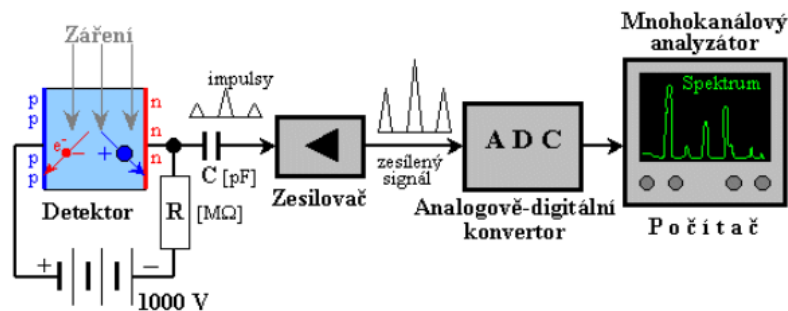 Záření
p
p
p
p
n
n
n
e-
−
+
Detektor
+
−
1000 V
R
[MΩ]
C [pF]
impulsy
Zesilovač
zesílený
signál
A D C
Analogově-digitální
konvertor
Mnohokanálový
analyzátor
Spektrum
P o č í t a č